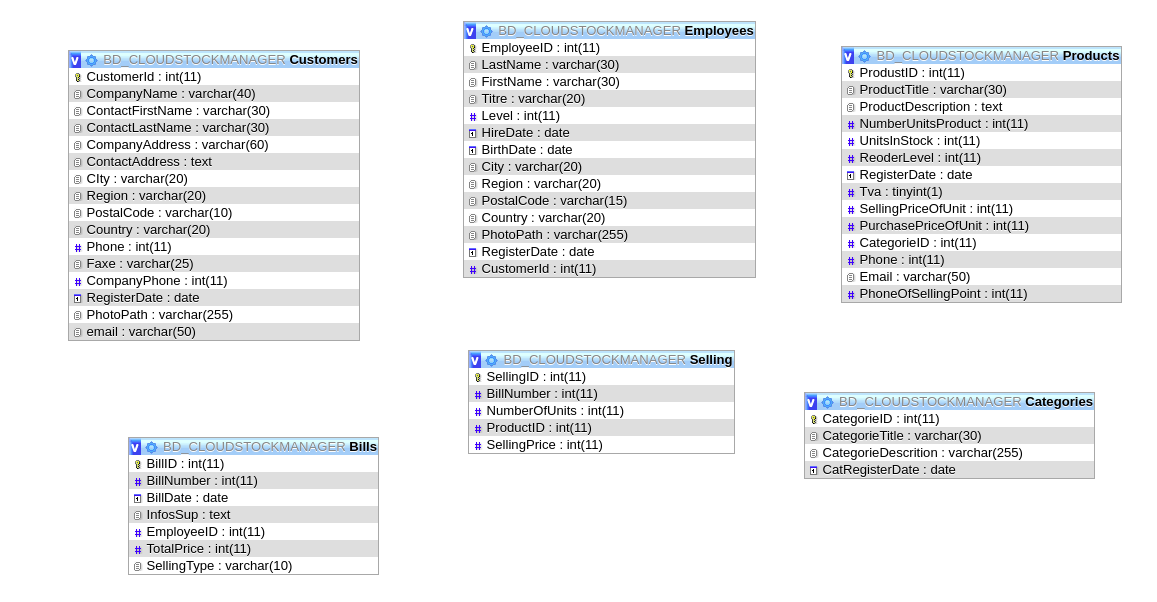 BD_CLOUDSTOCKMANAGER Customers
CustomerId : int(11)
CompanyName : varchar(40)
ContactFirstName : varchar(30)
ContactLastName : varchar(30)
CompanyAddress : varchar(60)
ContactAddress : text
CIty : varchar(20)
Region : varchar(20)
PostalCode : varchar(10)
Country : varchar(20)
Phone : int(11)
Faxe : varchar(25)
CompanyPhone : int(11)
RegisterDate : date
PhotoPath : varchar(255)
email : varchar(50)
BD_CLOUDSTOCKMANAGER Employees
EmployeeID : int(11)
LastName : varchar(30)
FirstName : varchar(30)
Titre : varchar(20)
Level : int(11)
HireDate : date
BirthDate : date
City : varchar(20)
Region : varchar(20)
PostalCode : varchar(15)
Country : varchar(20)
PhotoPath : varchar(255)
RegisterDate : date
CustomerId : int(11)
BD_CLOUDSTOCKMANAGER Products
ProdustID : int(11)
ProductTitle : varchar(30)
ProductDescription : text
NumberUnitsProduct : int(11)
UnitsInStock : int(11)
ReoderLevel : int(11)
RegisterDate : date
Tva : tinyint(1)
SellingPriceOfUnit : int(11)
PurchasePriceOfUnit : int(11)
CategorieID : int(11)
Phone : int(11)
Email : varchar(50)
PhoneOfSellingPoint : int(11)
BD_CLOUDSTOCKMANAGER Selling
SellingID : int(11)
BillNumber : int(11)
NumberOfUnits : int(11)
ProductID : int(11)
SellingPrice : int(11)
BD_CLOUDSTOCKMANAGER Categories
CategorieID : int(11)
CategorieTitle : varchar(30)
CategorieDescrition : varchar(255)
CatRegisterDate : date
BD_CLOUDSTOCKMANAGER Bills
BillID : int(11)
BillNumber : int(11)
BillDate : date
InfosSup : text
EmployeeID : int(11)
TotalPrice : int(11)
SellingType : varchar(10)